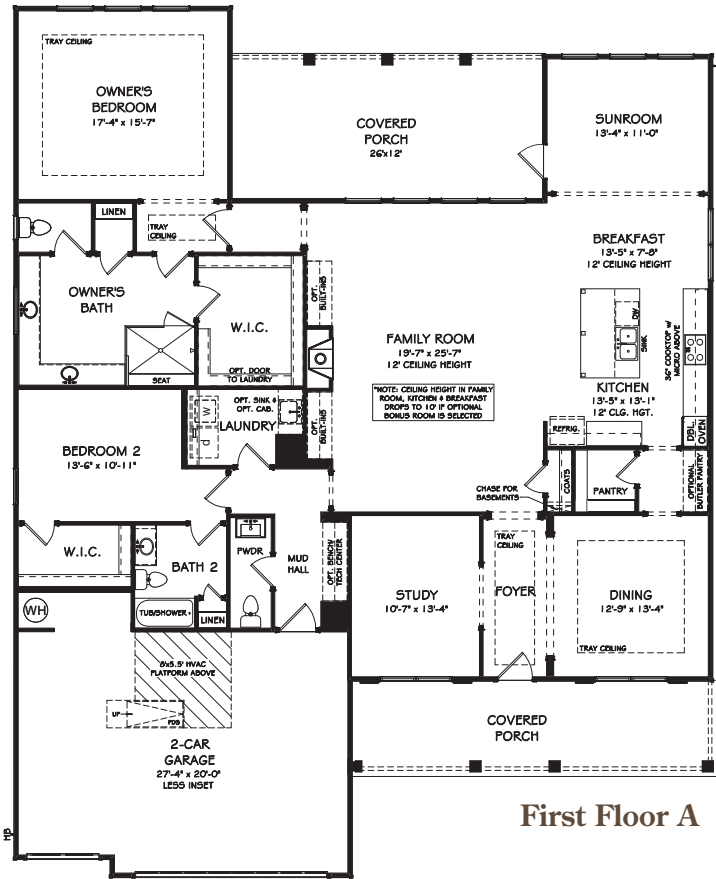 TRAY CEILING
OWNER'S
BEDROOM
17'-4" x 15'-7"
COVERED
PORCH
26'x12"
SUNROOM
13'-4" x 11'-0"
LINEN
TRAY
CEILING
BREAKFAST
13'-5" x 7'-8"
12' CEILING HEIGHT
OWNER'S
BATH
W.I.C.
OPT.
BUILT-INS
OPT. DOOR
TO LAUNDRY
SEAT
FAMILY ROOM
19'-7" x 25'-7"
12' CEILING HEIGHT
*NOTE: CEILING HEIGHT IN FAMILY
ROOM, KITCHEN & BREAKFAST
DROPS TO 10' IF OPTIONAL
BONUS ROOM IS SELECTED
DW
SINK
36" COOKTOP w/
MICRO ABOVE
KITCHEN
13'-5" x 13'-1"
12' CLG. HGT.
REFRIG.
DBL.
OVEN
W
d
OPT. SINK &
OPT. CAB.
LAUNDRY
OPT.
BUILT-INS
BEDROOM 2
13'-6" x 10'-11"
CHASE FOR
BASEMENTS
COATS
PANTRY
OPTIONAL
BUTLER PANTRY
W.I.C.
BATH 2
TUB/SHOWER
LINEN
PWDR
MUD
HALL
OPT. BENCH/
TECH CENTER
STUDY
10'-7" x 13'-4"
TRAY
CEILING
FOYER
DINING
12'-9" x 13'-4"
TRAY CEILING
WH
8'x5.5' HVAC
PLATFORM ABOVE
UP
PDS
2-CAR
GARAGE
27'-4" x 20'-0"
LESS INSET
COVERED
PORCH
HB
First Floor A